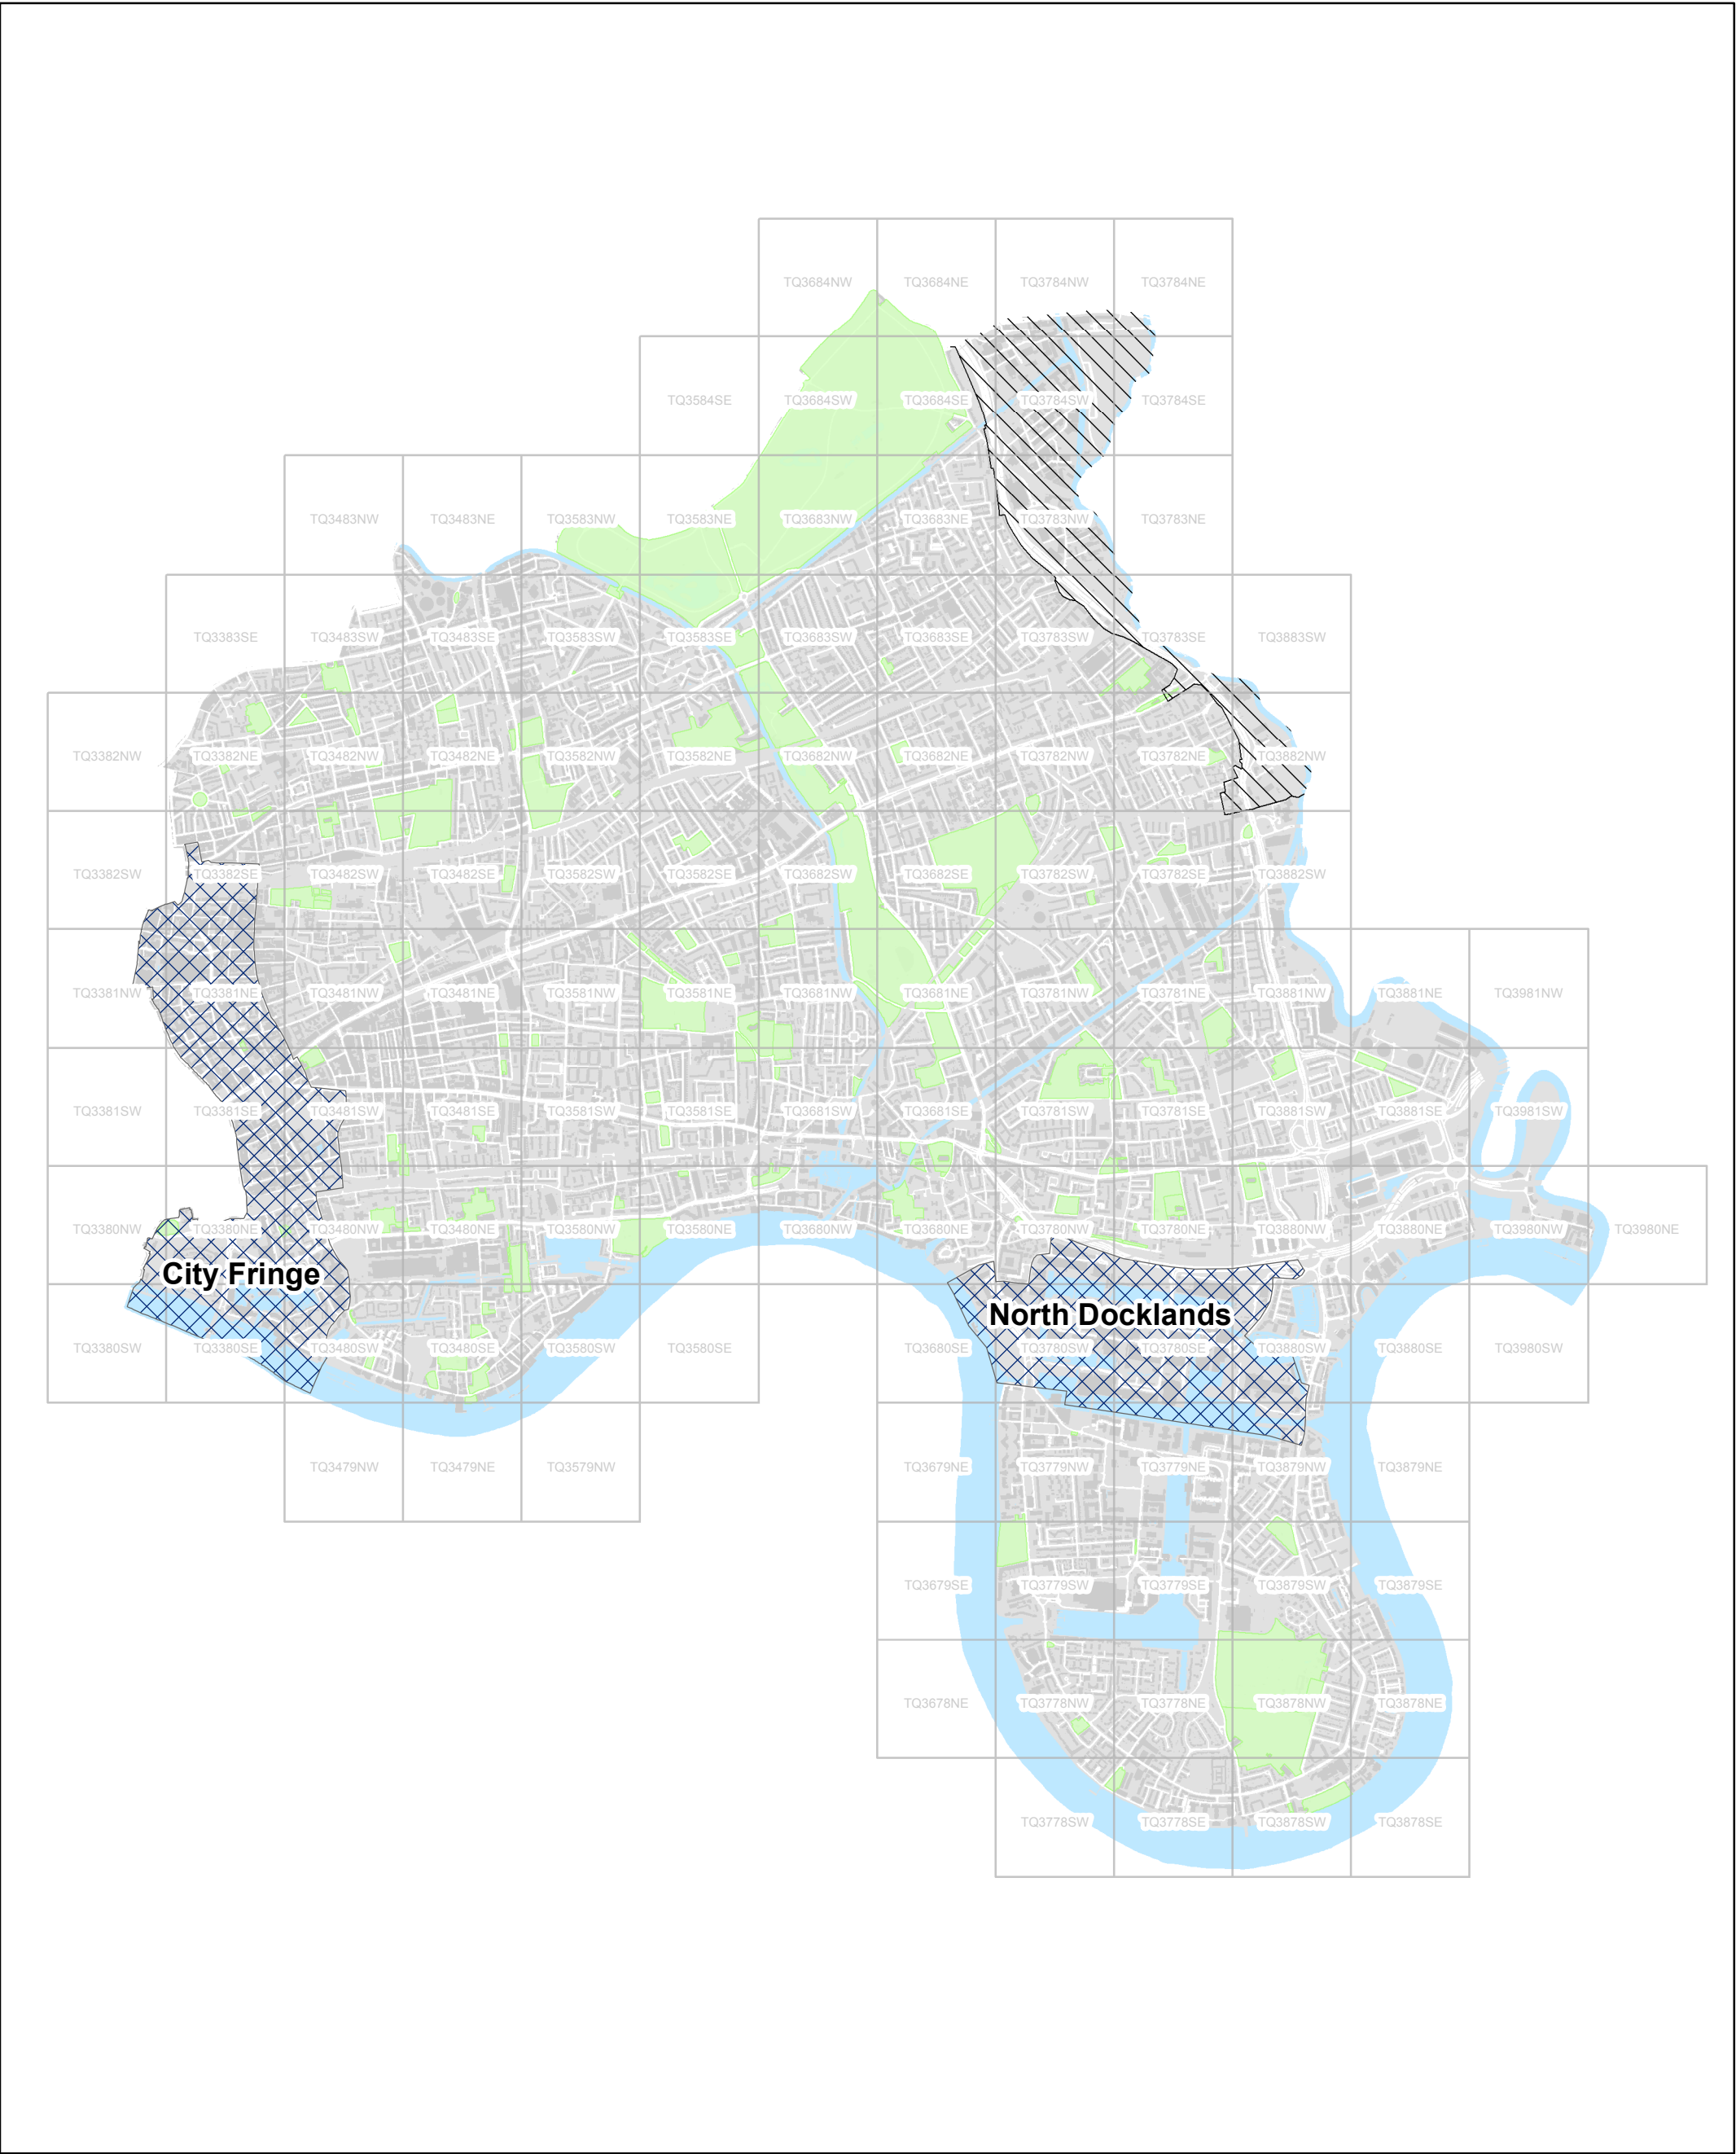 TQ3684NW TQ3684NE TQ3784NW TQ3784NE
TQ3584SE TQ3684SW TQ3684SE TQ3784SW TQ3784SE
TQ3483NW TQ3483NE TQ3583NW TQ3583NE TQ3683NW TQ3683NE TQ3783NW TQ3783NE
TQ3383SE TQ3483SW TQ3483SE TQ3583SW TQ3583SE TQ3683SW TQ3683SE TQ3783SW TQ3783SE TQ3883SW
TQ3382NW TQ3382NE TQ3482NW TQ3482NE TQ3582NW TQ3582NE TQ3682NW TQ3682NE TQ3782NW TQ3782NE TQ3882NW
TQ3382SW TQ3382SE TQ3482SW TQ3482SE TQ3582SW TQ3582SE TQ3682SW TQ3682SE TQ3782SW TQ3782SE TQ3882SW
TQ3381NW TQ3381NE TQ3481NW TQ3481NE TQ3581NW TQ3581NE TQ3681NW TQ3681NE TQ3781NW TQ3781NE TQ3881NW TQ3881NE TQ3981NW
TQ3381SW TQ3381SE TQ3481SW TQ3481SE TQ3581SW TQ3581SE TQ3681SW TQ3681SE TQ3781SW TQ3781SE TQ3881SW TQ3881SE TQ3981SW
TQ3380NW TQ3380NE TQ3480NW TQ3480NE TQ3580NW TQ3580NE TQ3680NW TQ3680NE TQ3780NW TQ3780NE TQ3880NW TQ3880NE TQ3980NW TQ3980NE
City Fringe
North Docklands
TQ3380SW TQ3380SE TQ3480SW TQ3480SE TQ3580SW TQ3580SE TQ3680SE TQ3780SW TQ3780SE TQ3880SW TQ3880SE TQ3980SW
TQ3479NW TQ3479NE TQ3579NW TQ3679NE TQ3779NW TQ3779NE TQ3879NW TQ3879NE
TQ3679SE TQ3779SW TQ3779SE TQ3879SW TQ3879SE
TQ3678NE TQ3778NW TQ3778NE TQ3878NW TQ3878NE
TQ3778SW TQ3778SE TQ3878SW TQ3878SE